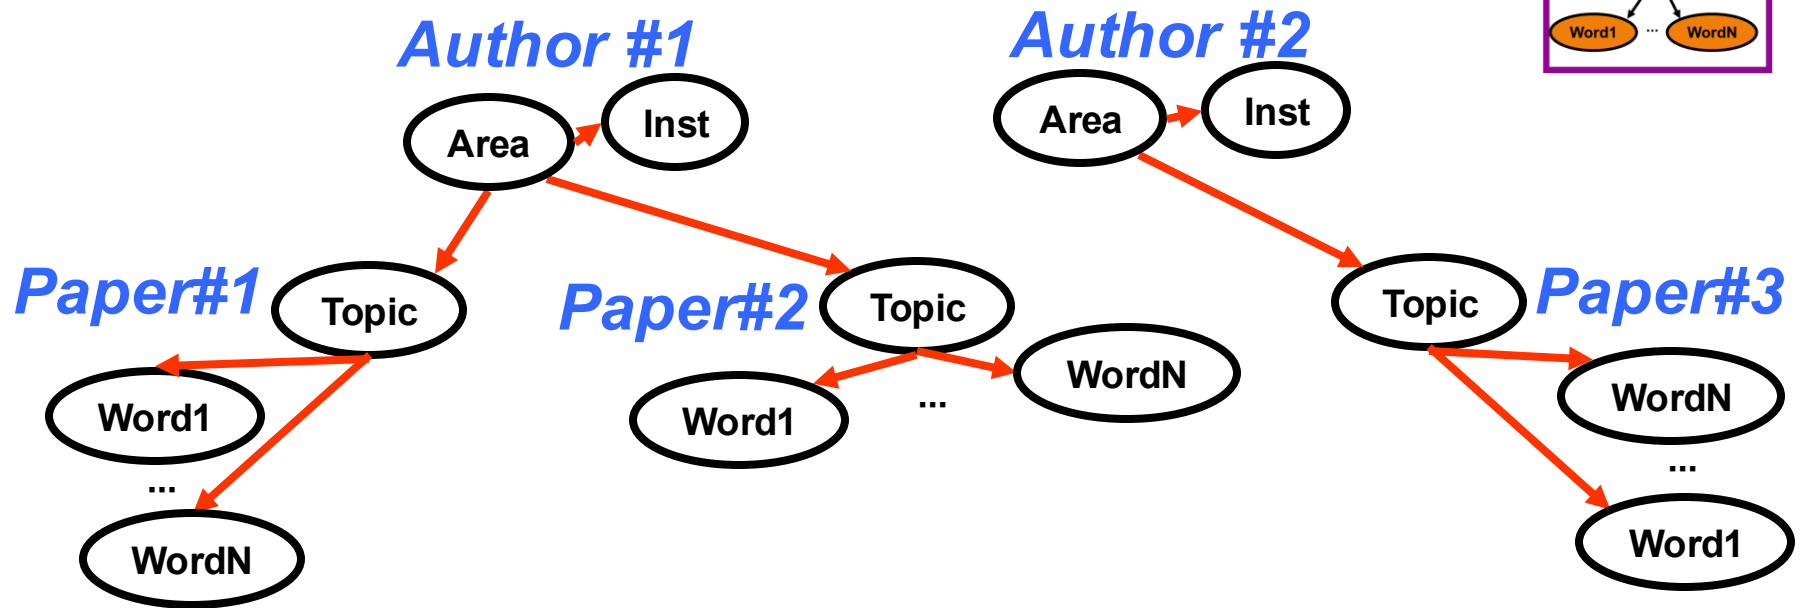 Word1 ... WordN
Author #1
Author #2
Area
Inst
Area
Inst
Paper#1
Topic
Paper#2
Topic
Topic
Paper#3
Word1
...
WordN
Word1
...
WordN
WordN
...
Word1